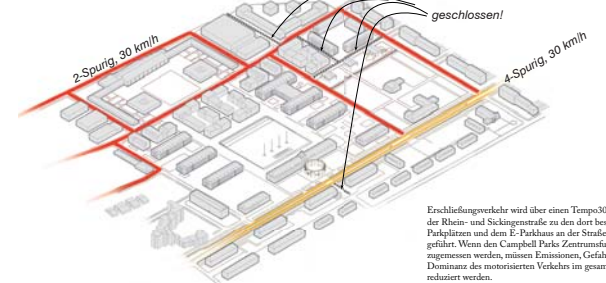 geschlossen!
2-Spurig, 30 km/h
4-Spurig, 30 km/h
Erschließungsverkehr wird über einen Tempo30
der Rhein- und Sickingenstraße zu den dort bes
Parkplätzen und dem E-Parkhaus an der Straße
geführt. Wenn den Campbell Parks Zentrumsfu
zugemessen werden, müssen Emissionen, Gefah
Dominanz des motorisierten Verkehrs im gesam
reduziert werden.